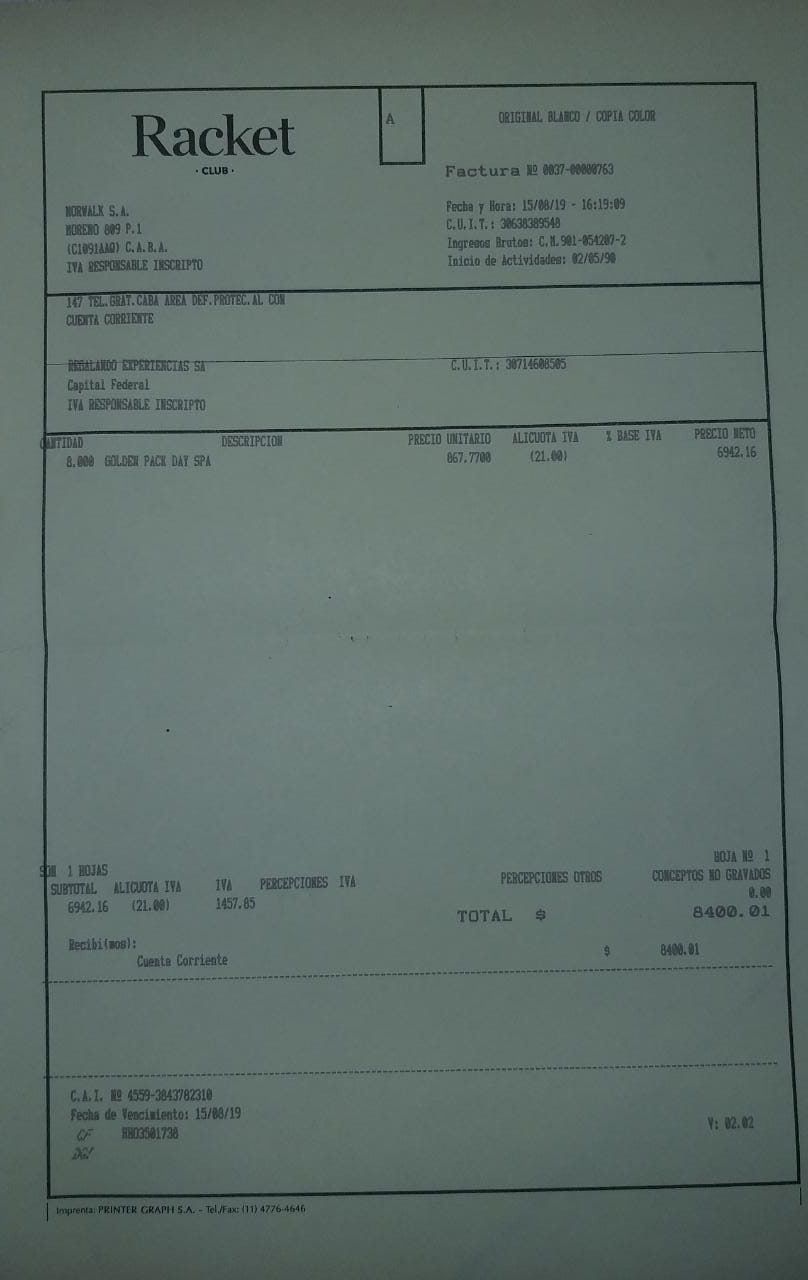 Racket
· CLUB ·
A
ORIGINAL BLANCO / COPIA COLOR
Factura Nº 0037-00000763
NORWALK S.A.
MORENO 809 P.1
(C1091AAQ) C.A.B.A.
IVA RESPONSABLE INSCRIPTO
Fecha y Hora: 15/08/19 - 16:19:09
C.U.I.T.: 30638389548
Ingresos Brutos: C.M.901-054207-2
Inicio de Actividades: 02/05/90
147 TEL.GRAT.CABA AREA DEF.PROTEC.AL CON
CUENTA CORRIENTE
REGALANDO EXPERIENCIAS SA C.U.I.T.: 30714608505
Capital Federal
IVA RESPONSABLE INSCRIPTO
CANTIDAD DESCRIPCION PRECIO UNITARIO ALICUOTA IVA % BASE IVA PRECIO NETO
8.000 GOLDEN PACK DAY SPA 867.7700 (21.00) 6942.16
HOJA Nº 1
SON 1 HOJAS
SUBTOTAL ALICUOTA IVA IVA PERCEPCIONES IVA PERCEPCIONES OTROS CONCEPTOS NO GRAVADOS
0.00
6942.16 (21.00) 1457.85
TOTAL $ 8400.01
Recibi(mos):
Cuenta Corriente $ 8400.01
C.A.I. Nº 4559-3843782310
Fecha de Vencimiento: 15/08/19
CF HHO3501738
DGI
V: 02.02
Imprenta: PRINTER GRAPH S.A. - Tel./Fax: (11) 4776-4646